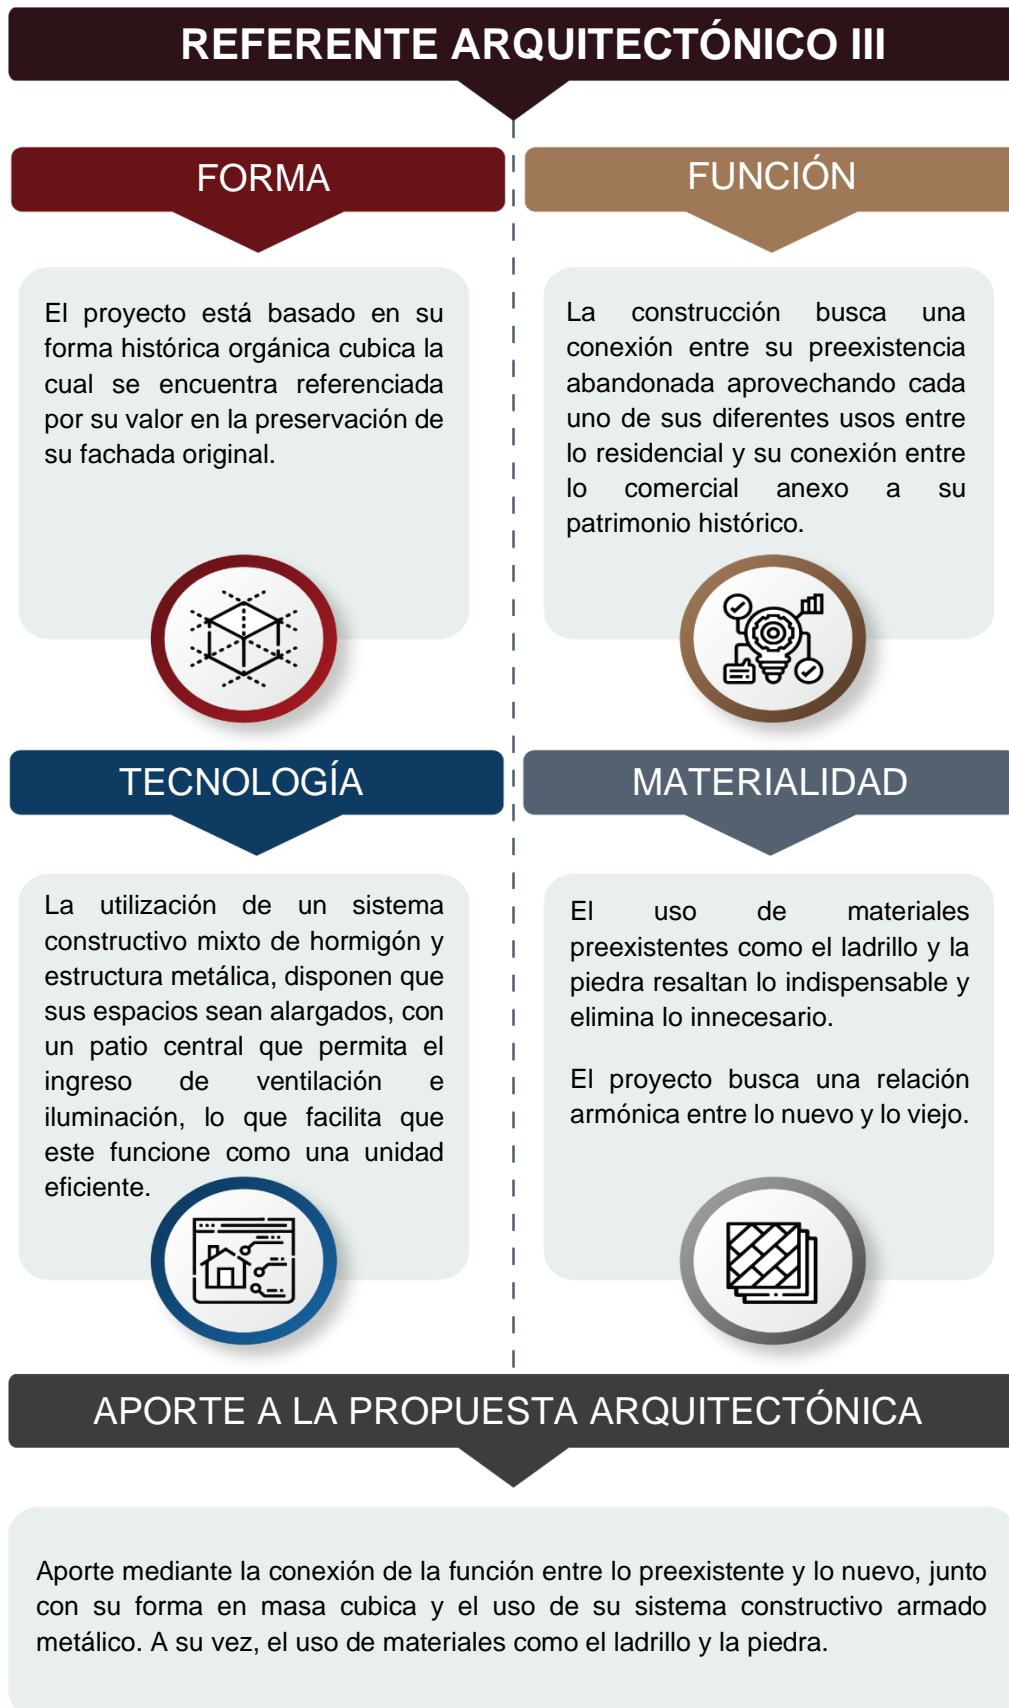 REFERENTE ARQUITECTÓNICO III
FORMA
El proyecto está basado en su
forma histórica orgánica cubica la
cual se encuentra referenciada
por su valor en la preservación de
su fachada original.
FUNCIÓN
La construcción busca una
conexión entre su preexistencia
abandonada aprovechando cada
uno de sus diferentes usos entre
lo residencial y su conexión entre
lo comercial anexo a su
patrimonio histórico.
TECNOLOGÍA
La utilización de un sistema
constructivo mixto de hormigón y
estructura metálica, disponen que
sus espacios sean alargados, con
un patio central que permita el
ingreso de ventilación e
iluminación, lo que facilita que
este funcione como una unidad
eficiente.
MATERIALIDAD
El uso de materiales
preexistentes como el ladrillo y la
piedra resaltan lo indispensable y
elimina lo innecesario.
El proyecto busca una relación
armónica entre lo nuevo y lo viejo.
APORTE A LA PROPUESTA ARQUITECTÓNICA
Aporte mediante la conexión de la función entre lo preexistente y lo nuevo, junto
con su forma en masa cubica y el uso de su sistema constructivo armado
metálico. A su vez, el uso de materiales como el ladrillo y la piedra.